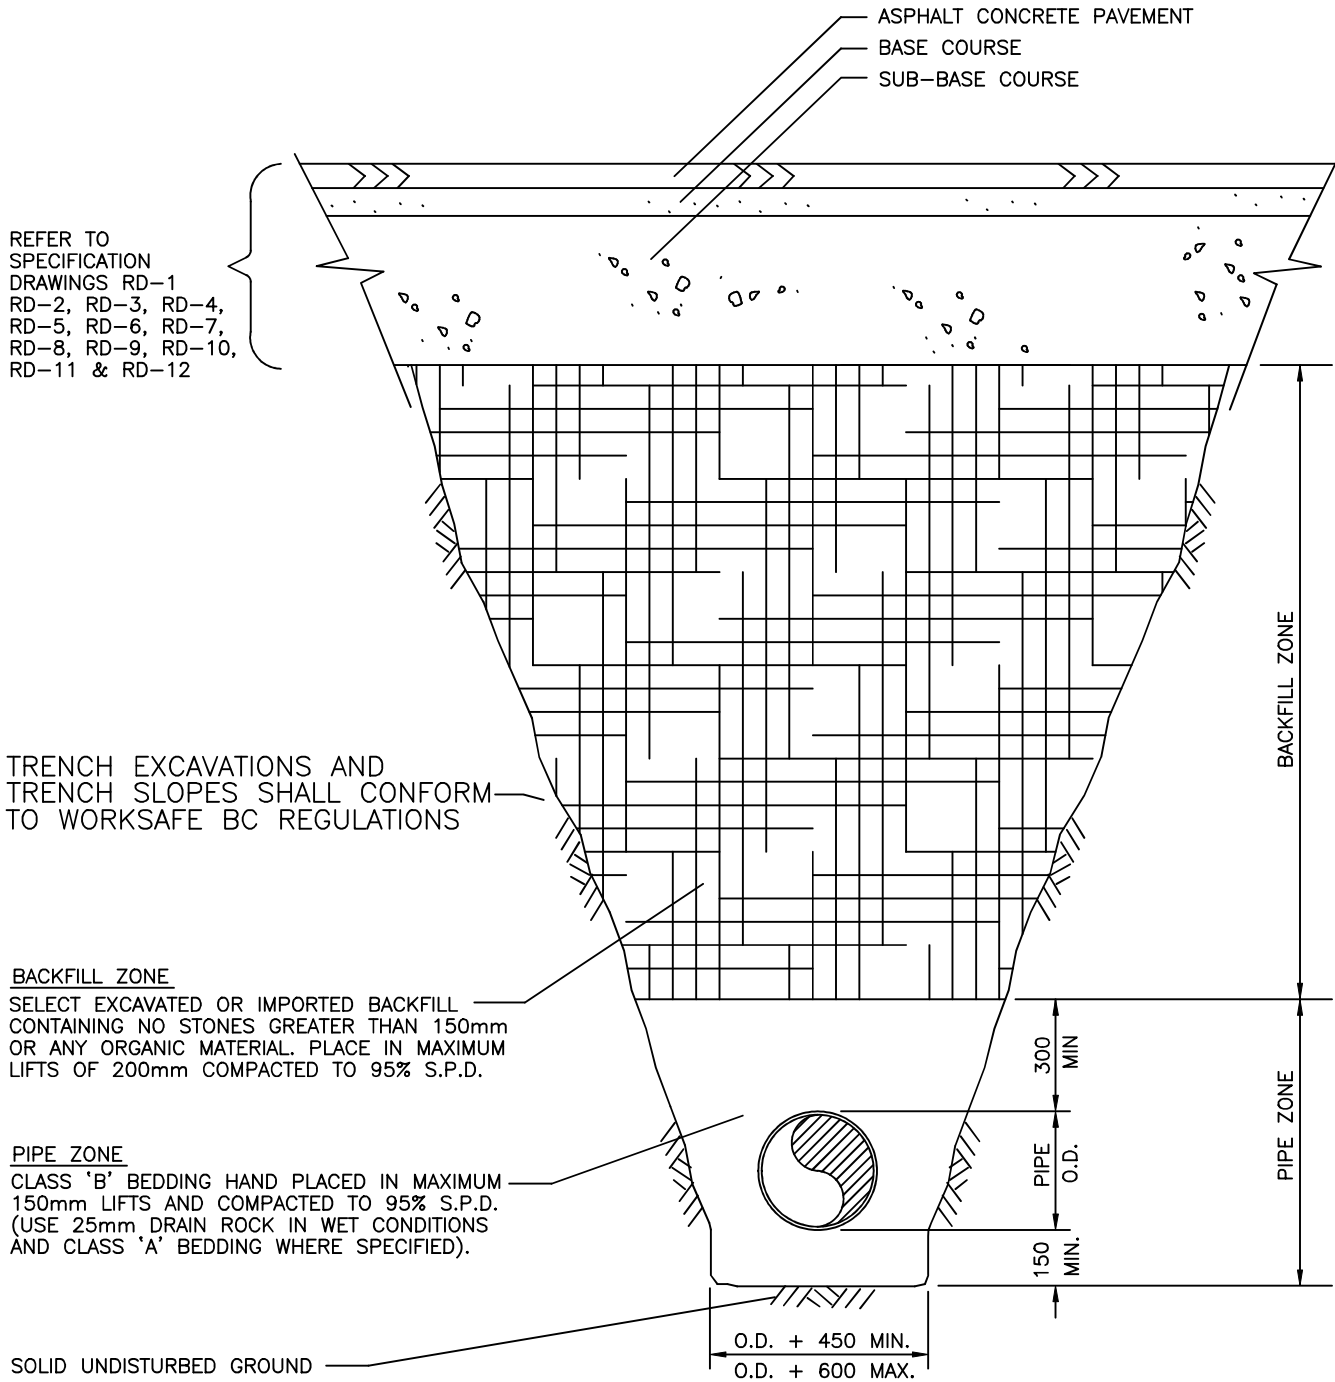 ASPHALT CONCRETE PAVEMENT
BASE COURSE
SUB-BASE COURSE
REFER TO
SPECIFICATION
DRAWINGS RD-1
RD-2, RD-3, RD-4,
RD-5, RD-6, RD-7,
RD-8, RD-9, RD-10,
RD-11 & RD-12
BACKFILL ZONE
TRENCH EXCAVATIONS AND
TRENCH SLOPES SHALL CONFORM
TO WORKSAFE BC REGULATIONS
BACKFILL ZONE
SELECT EXCAVATED OR IMPORTED BACKFILL
CONTAINING NO STONES GREATER THAN 150mm
OR ANY ORGANIC MATERIAL. PLACE IN MAXIMUM
LIFTS OF 200mm COMPACTED TO 95% S.P.D.
300
MIN
PIPE ZONE
PIPE
O.D.
PIPE ZONE
CLASS 'B' BEDDING HAND PLACED IN MAXIMUM
150mm LIFTS AND COMPACTED TO 95% S.P.D.
(USE 25mm DRAIN ROCK IN WET CONDITIONS
AND CLASS 'A' BEDDING WHERE SPECIFIED).
150
MIN.
O.D. + 450 MIN.
O.D. + 600 MAX.
SOLID UNDISTURBED GROUND